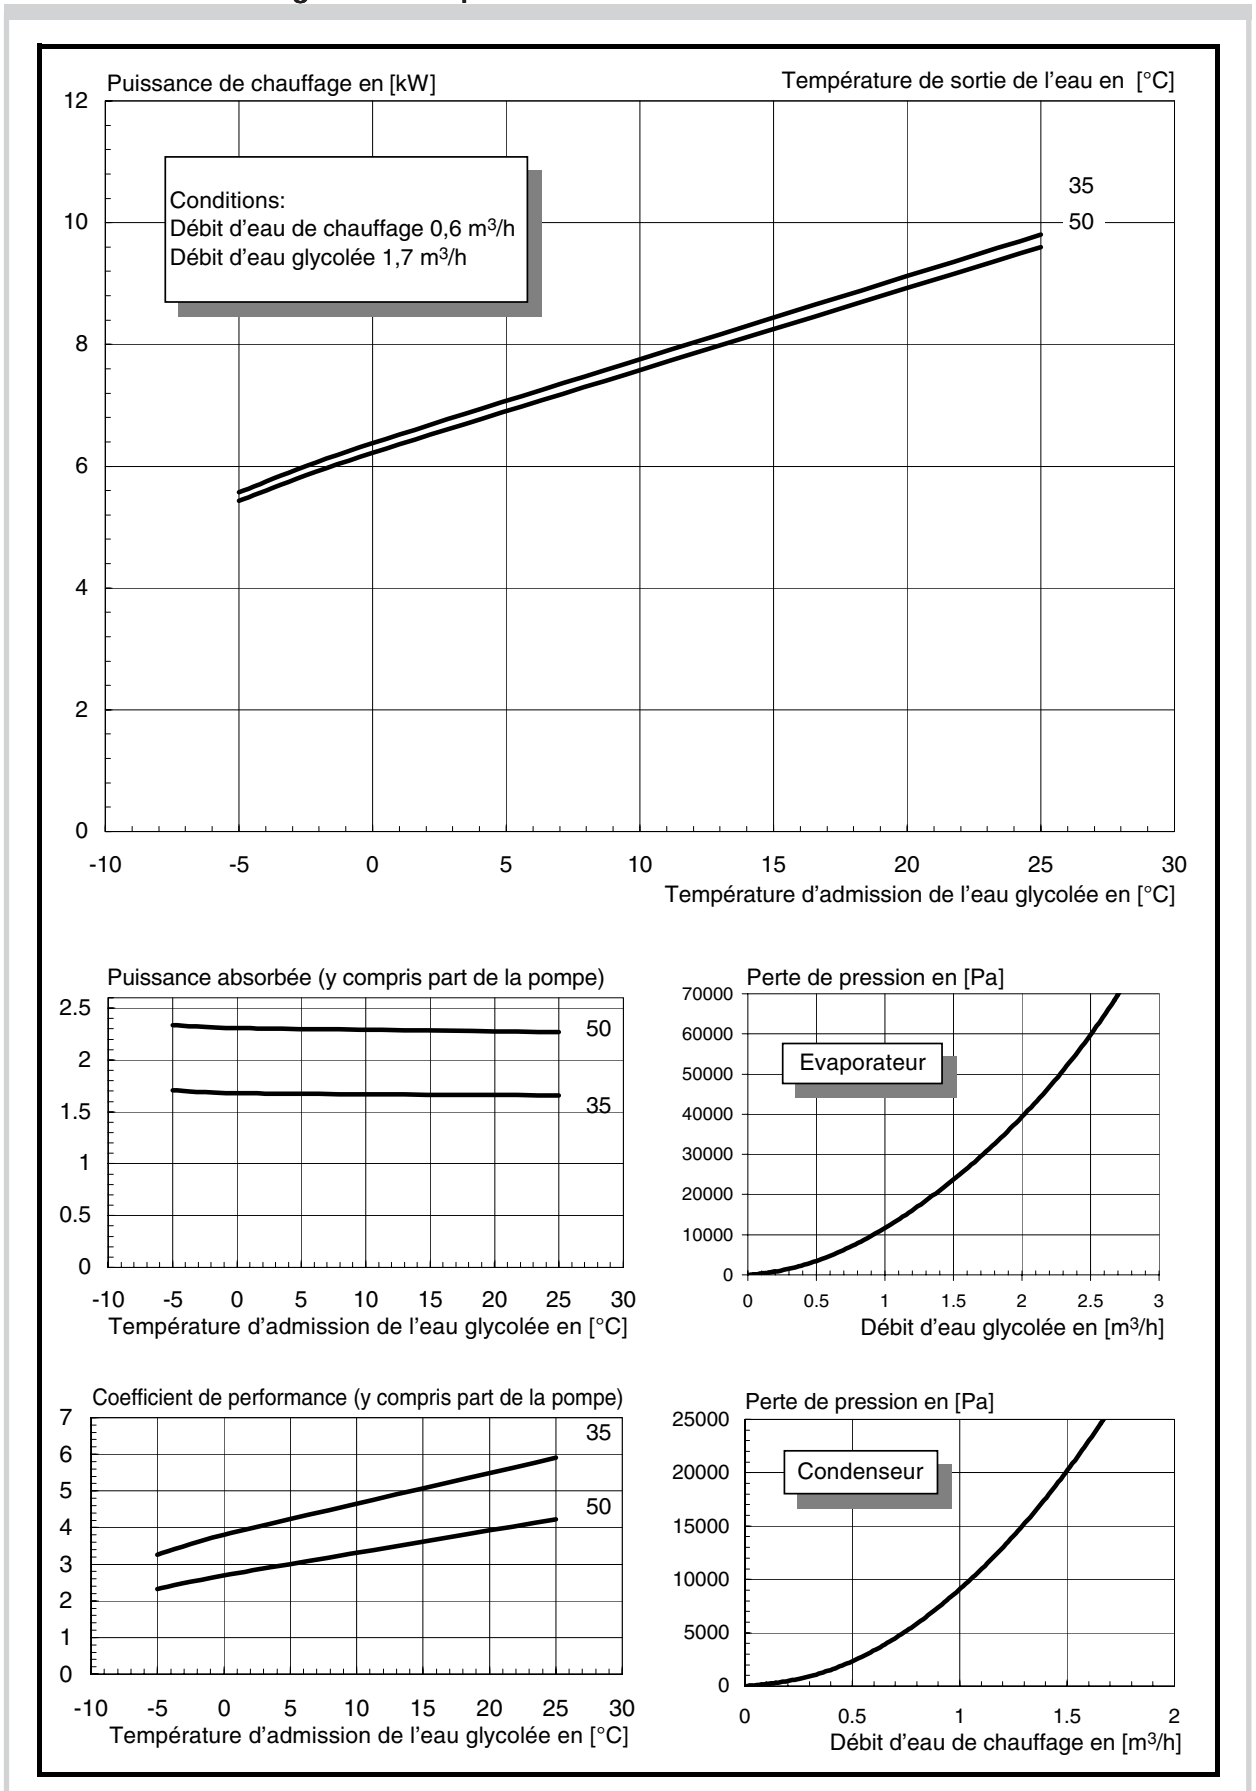 Puissance de chauffage en [kW]
Température de sortie de l'eau en [°C]
12
10
8
6
4
2
0
Conditions:
Débit d'eau de chauffage 0,6 m³/h
Débit d'eau glycolée 1,7 m³/h
35
50
-10 -5 0 5 10 15 20 25 30
Température d'admission de l'eau glycolée en [°C]
Puissance absorbée (y compris part de la pompe)
2.5
2
1.5
1
0.5
0
50
35
-10 -5 0 5 10 15 20 25 30
Température d'admission de l'eau glycolée en [°C]
Perte de pression en [Pa]
70000
60000
50000
40000
30000
20000
10000
0
Evaporateur
0 0.5 1 1.5 2 2.5 3
Débit d'eau glycolée en [m³/h]
Coefficient de performance (y compris part de la pompe)
7
6
5
4
3
2
1
0
35
50
-10 -5 0 5 10 15 20 25 30
Température d'admission de l'eau glycolée en [°C]
Perte de pression en [Pa]
25000
20000
15000
10000
5000
0
Condenseur
0 0.5 1 1.5 2
Débit d'eau de chauffage en [m³/h]